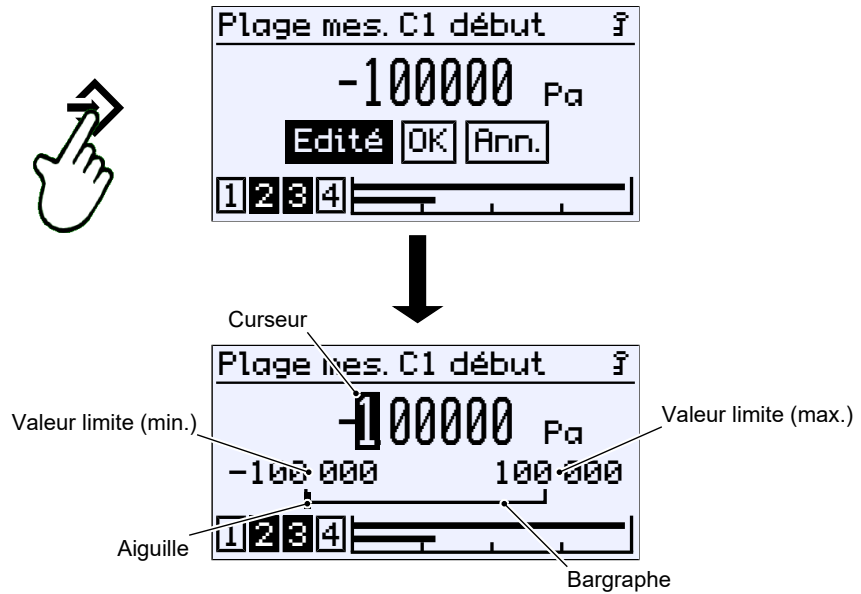 Plage mes. C1 début
-100000 Pa
Edité OK Ann.
1 2 3 4
Curseur
Plage mes. C1 début
Valeur limite (min.)
-100000 Pa
Valeur limite (max.)
-100 000 100 000
Aiguille
1 2 3 4
Bargraphe